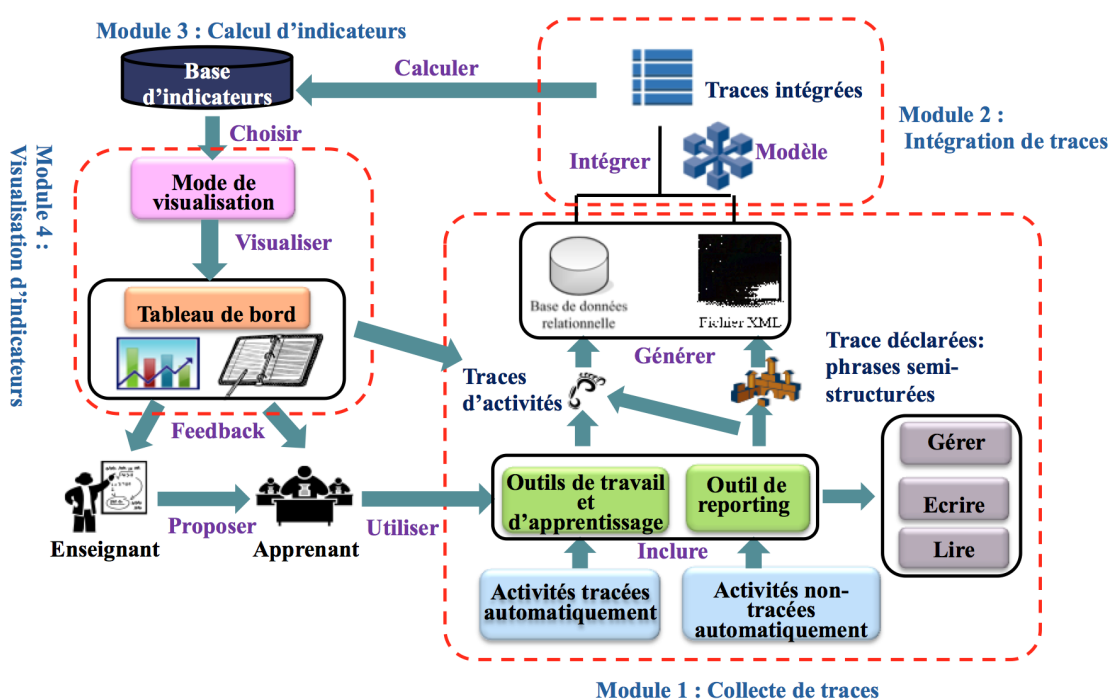 Module 3 : Calcul d’indicateurs
Base
d’indicateurs
Calculer
Traces intégrées
Module 2 :
Intégration de traces
Choisir
Intégrer
Modèle
Module 4 :
Visualisation d’indicateurs
Mode de
visualisation
Visualiser
Tableau de bord
Base de données
relationnelle
Fichier XML
Générer
Traces
d’activités
Trace déclarées:
phrases semi-
structurées
Feedback
Gérer
Ecrire
Lire
Outils de travail
et
d’apprentissage
Outil de
reporting
Proposer
Utiliser
Enseignant
Apprenant
Inclure
Activités tracées
automatiquement
Activités non-
tracées
automatiquement
Module 1 : Collecte de traces